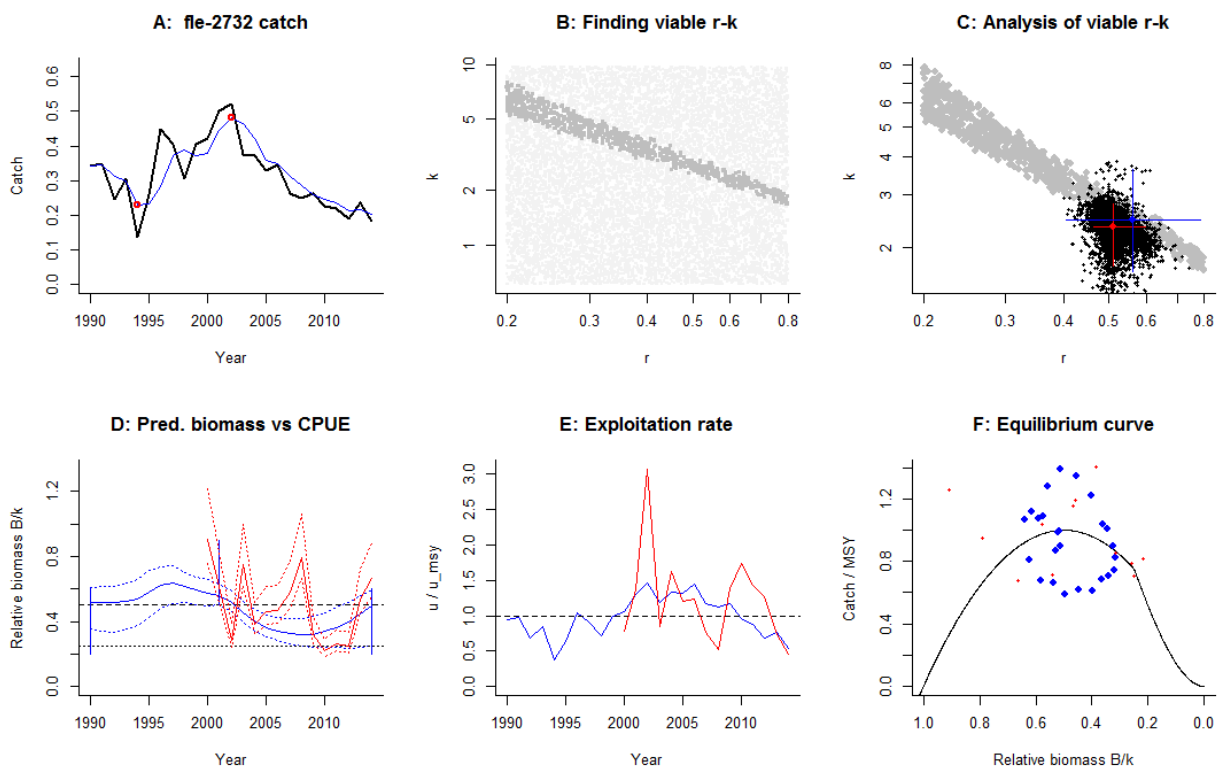 A: fle-2732 catch
B: Finding viable r-k
C: Analysis of viable r-k
Catch
0.0 0.1 0.2 0.3 0.4 0.5 0.6
1990 1995 2000 2005 2010
Year
k
1 2 5 10
0.2 0.3 0.4 0.5 0.6 0.8
r
k
2 3 4 5 6 8
0.2 0.3 0.4 0.5 0.6 0.8
r
D: Pred. biomass vs CPUE
E: Exploitation rate
F: Equilibrium curve
Relative biomass B/k
0.0 0.4 0.8 1.2
1990 1995 2000 2005 2010
Year
u / u_msy
0.0 0.5 1.0 1.5 2.0 2.5 3.0
1990 1995 2000 2005 2010
Year
Catch / MSY
0.0 0.4 0.8 1.2
1.0 0.8 0.6 0.4 0.2 0.0
Relative biomass B/k